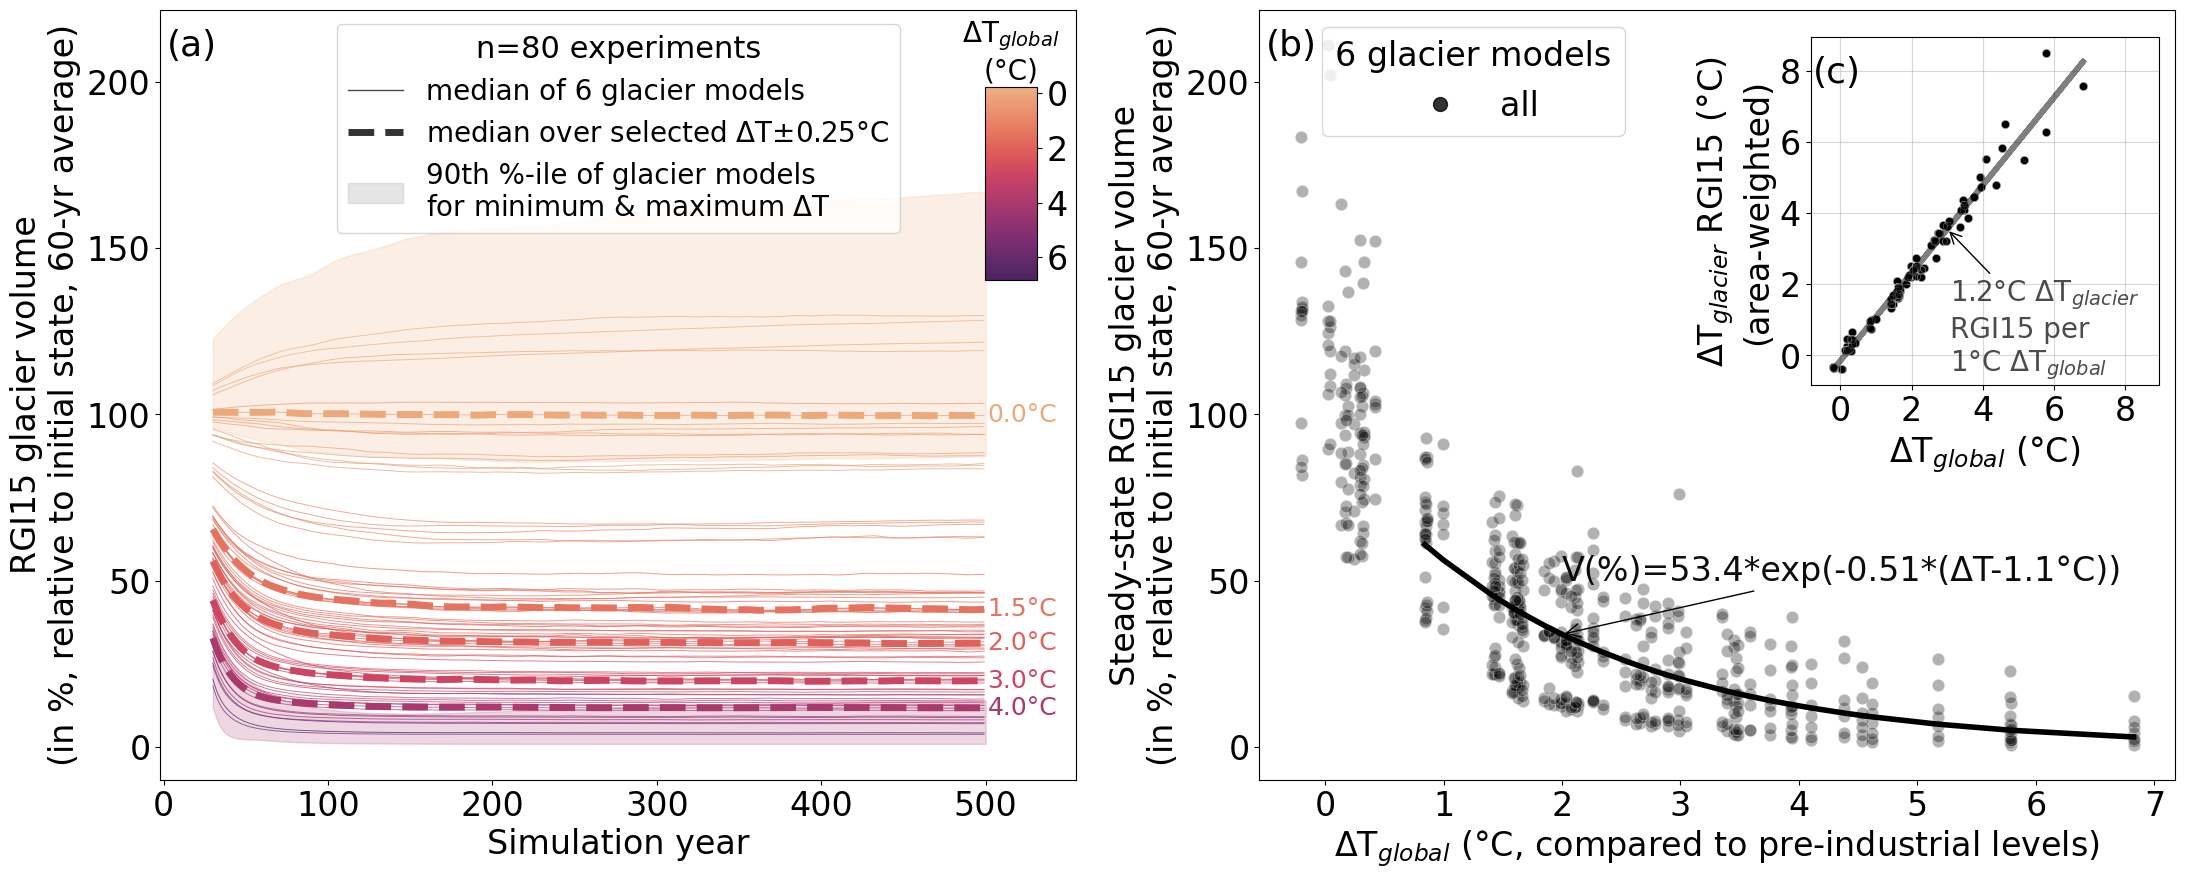 (a)
n=80 experiments
median of 6 glacier models
median over selected ΔT±0.25°C
90th %-ile of glacier models
for minimum & maximum ΔT
ΔT_global
(°C)
0
2
4
6
RGI15 glacier volume
(in %, relative to initial state, 60-yr average)
200
150
100
50
0
0.0°C
1.5°C
2.0°C
3.0°C
4.0°C
0
100
200
300
400
500
Simulation year
(b)
6 glacier models
all
Steady-state RGI15 glacier volume
(in %, relative to initial state, 60-yr average)
200
150
100
50
0
V(%)=53.4*exp(-0.51*(ΔT-1.1°C))
0
1
2
3
4
5
6
7
ΔT_global (°C, compared to pre-industrial levels)
(c)
ΔT_glacier RGI15 (°C)
(area-weighted)
8
6
4
2
0
1.2°C ΔT_glacier
RGI15 per
1°C ΔT_global
0
2
4
6
8
ΔT_global (°C)